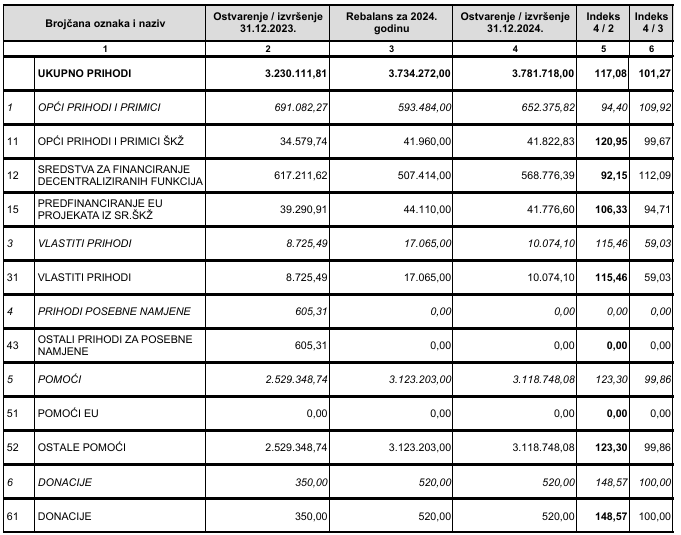 Brojčana oznaka i naziv Ostvarenje / izvršenje 31.12.2023. Rebalans za 2024. godinu Ostvarenje / izvršenje 31.12.2024. Indeks 4 / 2 Indeks 4 / 3
1 2 3 4 5 6
UKUPNO PRIHODI 3.230.111,81 3.734.272,00 3.781.718,00 117,08 101,27
1 OPĆI PRIHODI I PRIMICI 691.082,27 593.484,00 652.375,82 94,40 109,92
11 OPĆI PRIHODI I PRIMICI ŠKŽ 34.579,74 41.960,00 41.822,83 120,95 99,67
12 SREDSTVA ZA FINANCIRANJE DECENTRALIZIRANIH FUNKCIJA 617.211,62 507.414,00 568.776,39 92,15 112,09
15 PREDFINANCIRANJE EU PROJEKATA IZ SR.ŠKŽ 39.290,91 44.110,00 41.776,60 106,33 94,71
3 VLASTITI PRIHODI 8.725,49 17.065,00 10.074,10 115,46 59,03
31 VLASTITI PRIHODI 8.725,49 17.065,00 10.074,10 115,46 59,03
4 PRIHODI POSEBNE NAMJENE 605,31 0,00 0,00 0,00 0,00
43 OSTALI PRIHODI ZA POSEBNE NAMJENE 605,31 0,00 0,00 0,00 0,00
5 POMOĆI 2.529.348,74 3.123.203,00 3.118.748,08 123,30 99,86
51 POMOĆI EU 0,00 0,00 0,00 0,00 0,00
52 OSTALE POMOĆI 2.529.348,74 3.123.203,00 3.118.748,08 123,30 99,86
6 DONACIJE 350,00 520,00 520,00 148,57 100,00
61 DONACIJE 350,00 520,00 520,00 148,57 100,00